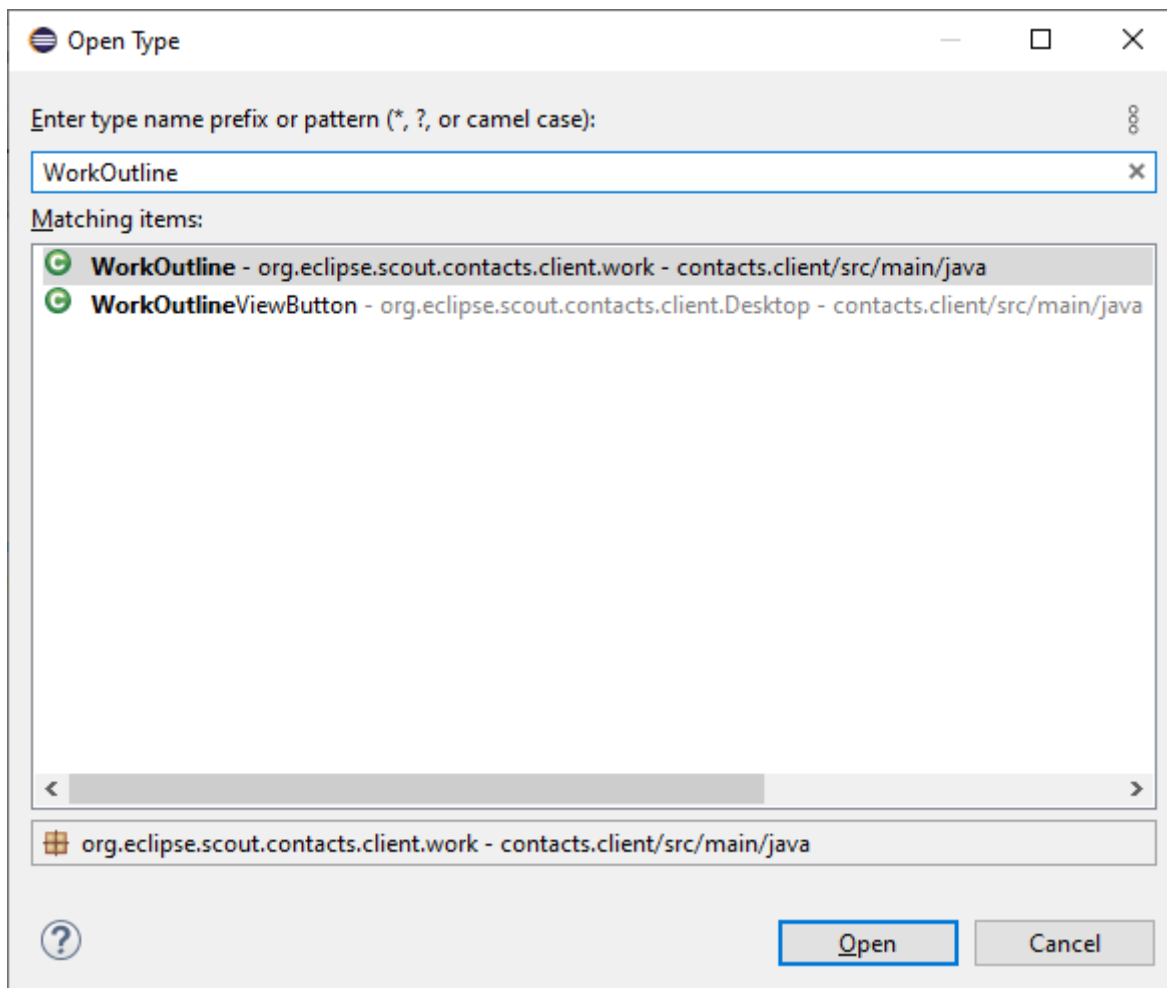 Open Type
Enter type name prefix or pattern (*, ?, or camel case):
WorkOutline
Matching items:
WorkOutline - org.eclipse.scout.contacts.client.work - contacts.client/src/main/java
WorkOutlineViewButton - org.eclipse.scout.contacts.client.Desktop - contacts.client/src/main/java
org.eclipse.scout.contacts.client.work - contacts.client/src/main/java
Open Cancel